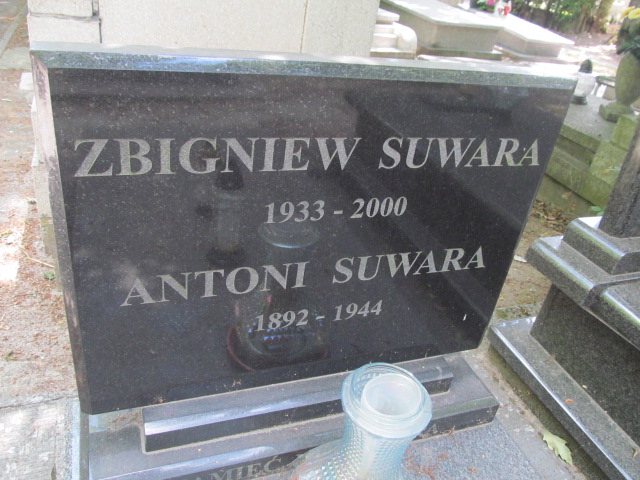 ZBIGNIEW SUWARA
1933 - 2000
ANTONI SUWARA
1892 - 1944